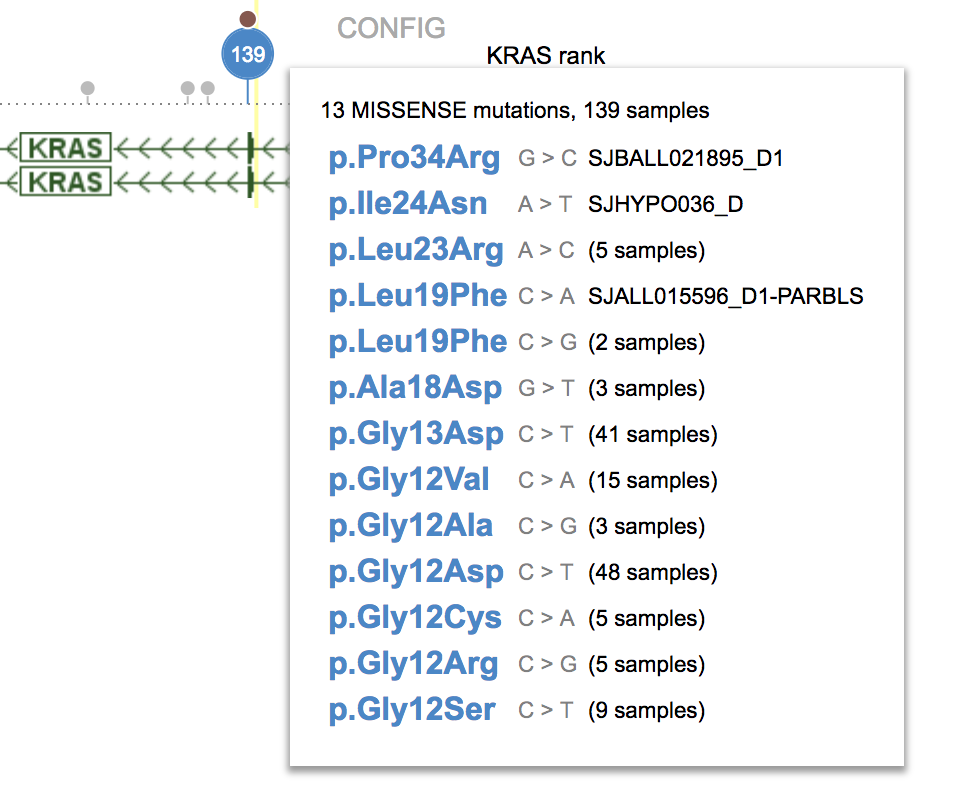 CONFIG
139
KRAS rank
13 MISSENSE mutations, 139 samples
KRAS
KRAS
p.Pro34Arg G > C SJBALL021895_D1
p.Ile24Asn A > T SJHYPO036_D
p.Leu23Arg A > C (5 samples)
p.Leu19Phe C > A SJALL015596_D1-PARBLS
p.Leu19Phe C > G (2 samples)
p.Ala18Asp G > T (3 samples)
p.Gly13Asp C > T (41 samples)
p.Gly12Val C > A (15 samples)
p.Gly12Ala C > G (3 samples)
p.Gly12Asp C > T (48 samples)
p.Gly12Cys C > A (5 samples)
p.Gly12Arg C > G (5 samples)
p.Gly12Ser C > T (9 samples)